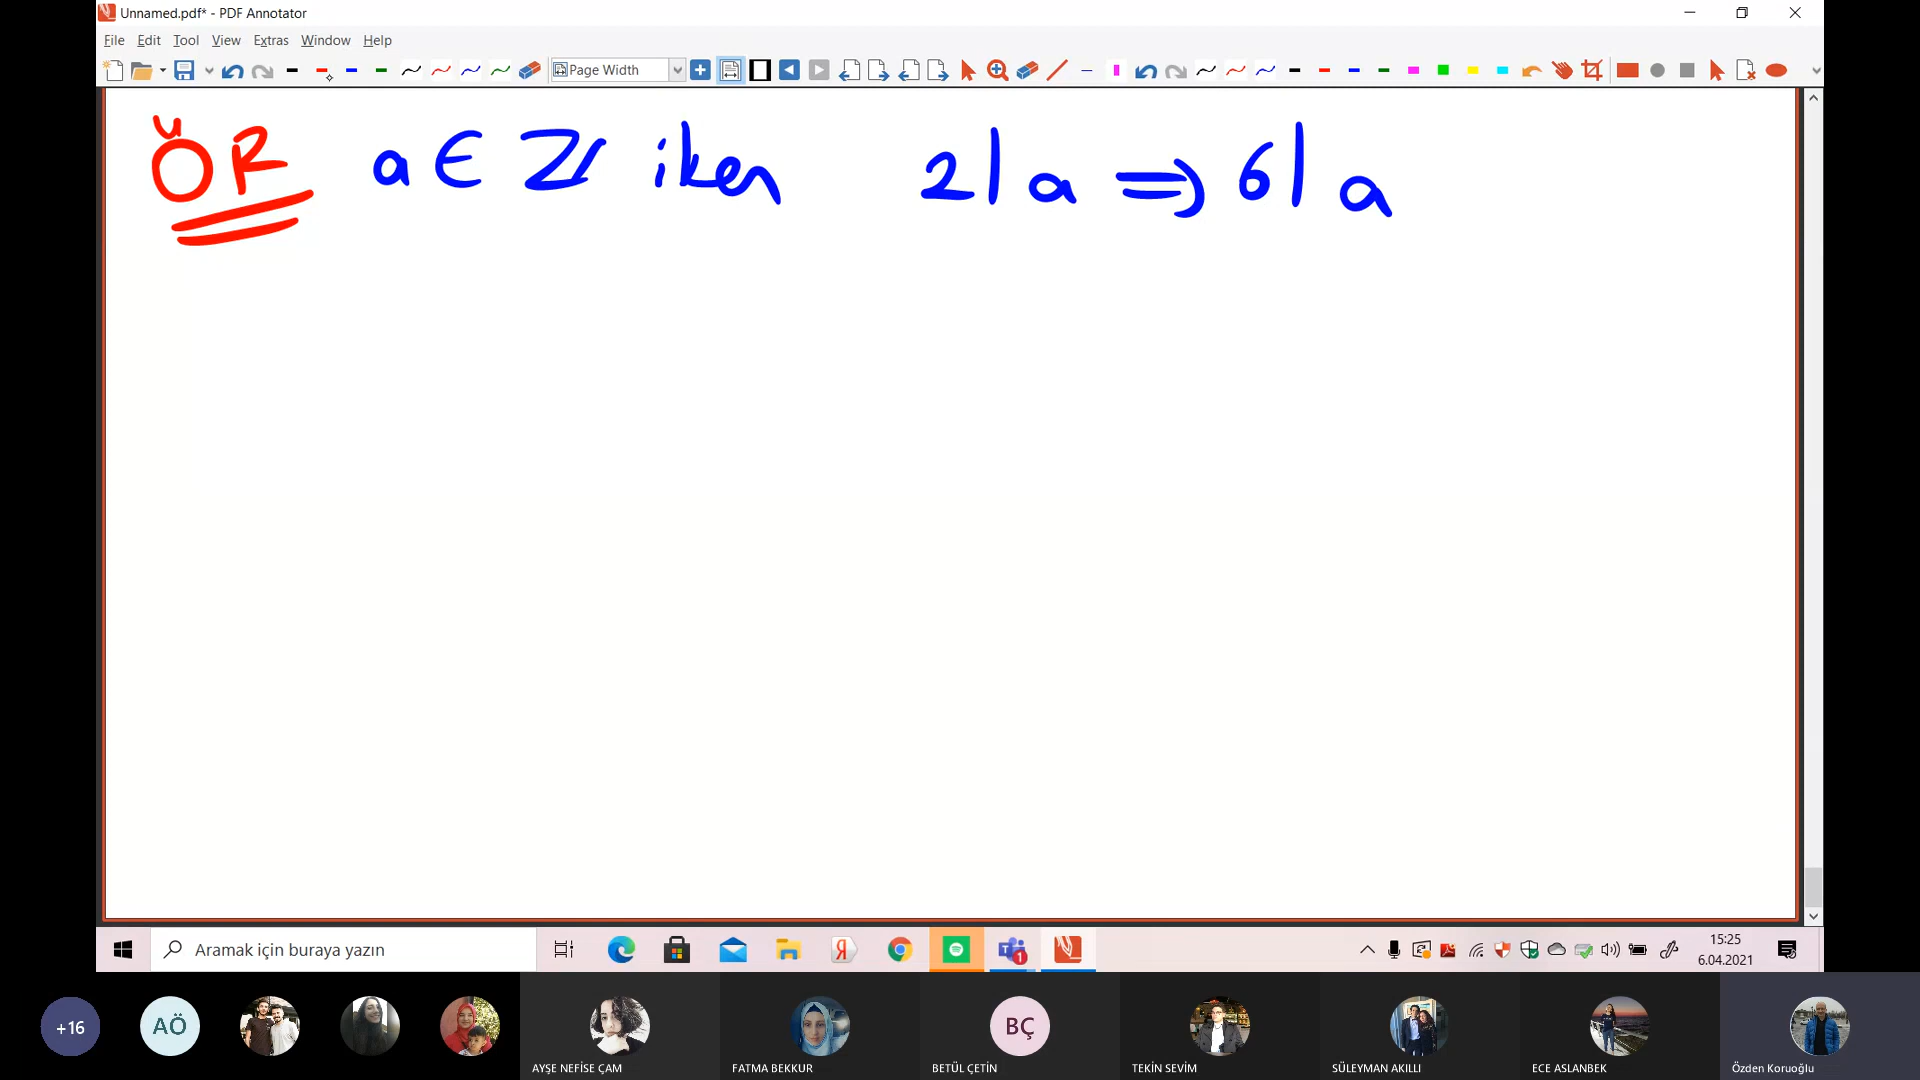 Unnamed.pdf* - PDF Annotator
File Edit Tool View Extras Window Help
Page Width
ÖR a ∈ ℤ iken 2 | a ⇒ 6 | a
Aramak için buraya yazın
1
15:25
6.04.2021
+16
AÖ
BÇ
AYŞE NEFİSE ÇAM
FATMA BEKKUR
BETÜL ÇETİN
TEKİN SEVİM
SÜLEYMAN AKILLI
ECE ASLANBEK
Özden Koruoğlu